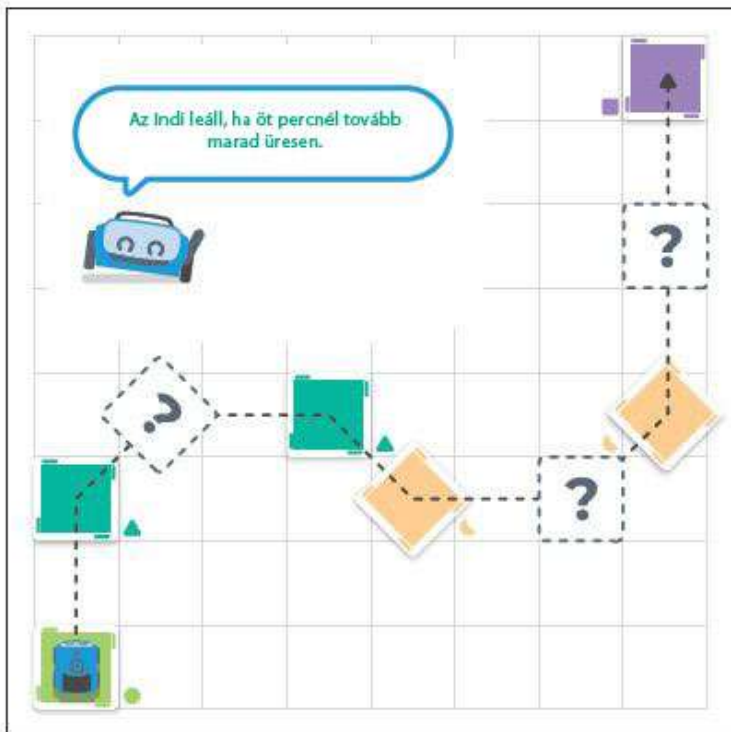 Az Indi leáll, ha öt percnél tovább
marad üresen.
?
?
?